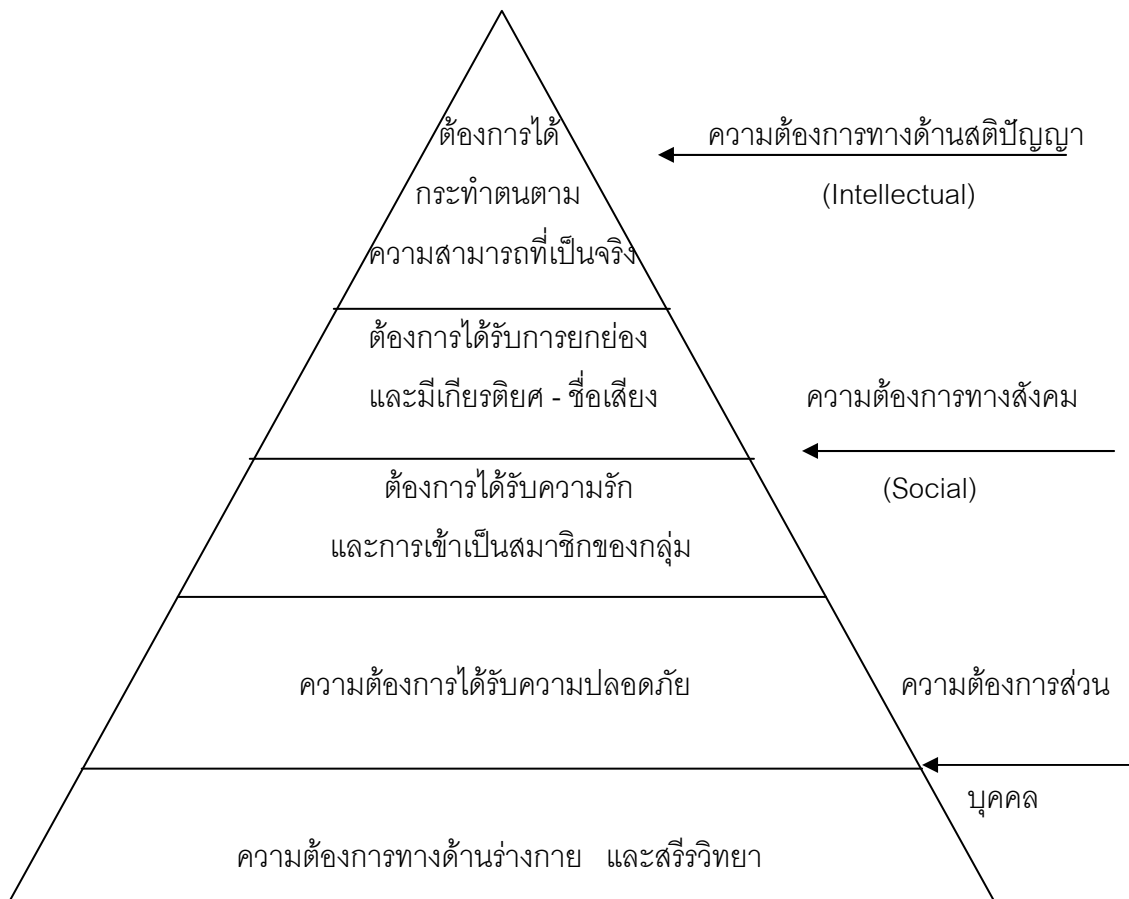 ต้องการได้
กระทำตนตาม
ความสามารถที่เป็นจริง
ความต้องการทางด้านสติปัญญา
(Intellectual)
ต้องการได้รับการยกย่อง
และมีเกียรติยศ - ชื่อเสียง
ความต้องการทางสังคม
(Social)
ต้องการได้รับความรัก
และการเข้าเป็นสมาชิกของกลุ่ม
ความต้องการได้รับความปลอดภัย
ความต้องการส่วน
บุคคล
ความต้องการทางด้านร่างกาย และสรีรวิทยา